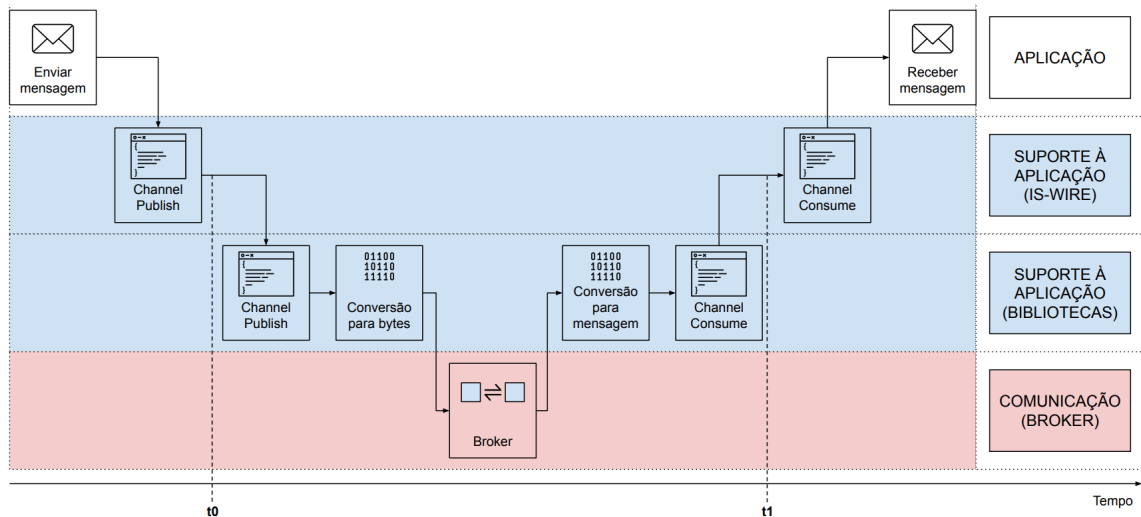 Enviar
mensagem
Receber
mensagem
APLICAÇÃO
Channel
Publish
Channel
Consume
SUPORTE À
APLICAÇÃO
(IS-WIRE)
Channel
Publish
01100
10110
11110
Conversão
para bytes
01100
10110
11110
Conversão
para
mensagem
Channel
Consume
SUPORTE À
APLICAÇÃO
(BIBLIOTECAS)
Broker
COMUNICAÇÃO
(BROKER)
t0
t1
Tempo